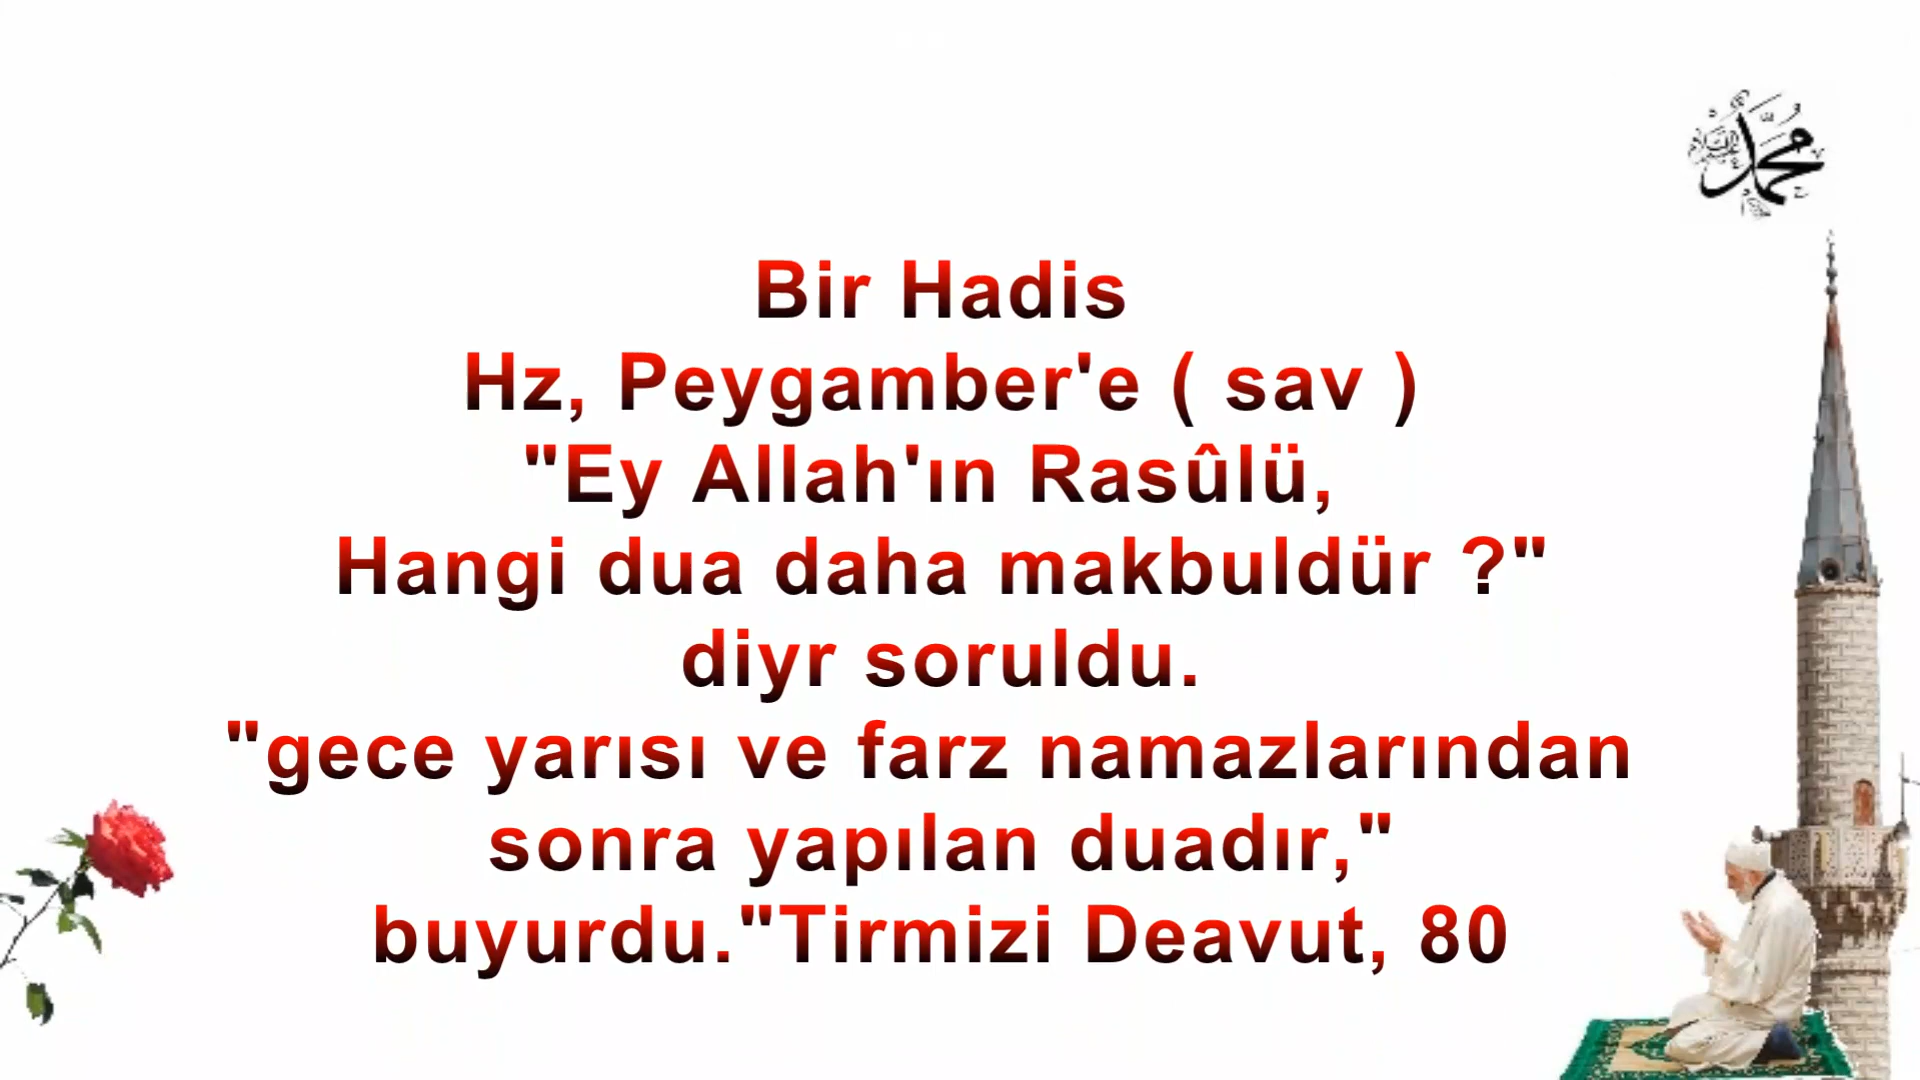 محمد
Bir Hadis
Hz, Peygamber'e ( sav )
"Ey Allah'ın Rasûlü,
Hangi dua daha makbuldür ?"
diyr soruldu.
"gece yarısı ve farz namazlarından
sonra yapılan duadır,"
buyurdu."Tirmizi Deavut, 80